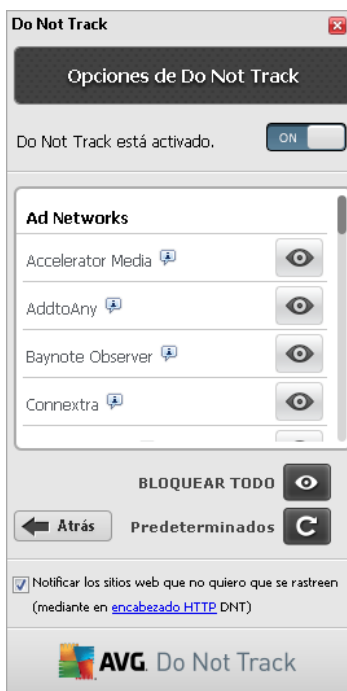 Do Not Track
Opciones de Do Not Track
Do Not Track está activado.
ON
Ad Networks
Accelerator Media
AddtoAny
Baynote Observer
Connextra
BLOQUEAR TODO
Atrás
Predeterminados
Notificar los sitios web que no quiero que se rastreen
(mediante en encabezado HTTP DNT)
AVG. Do Not Track